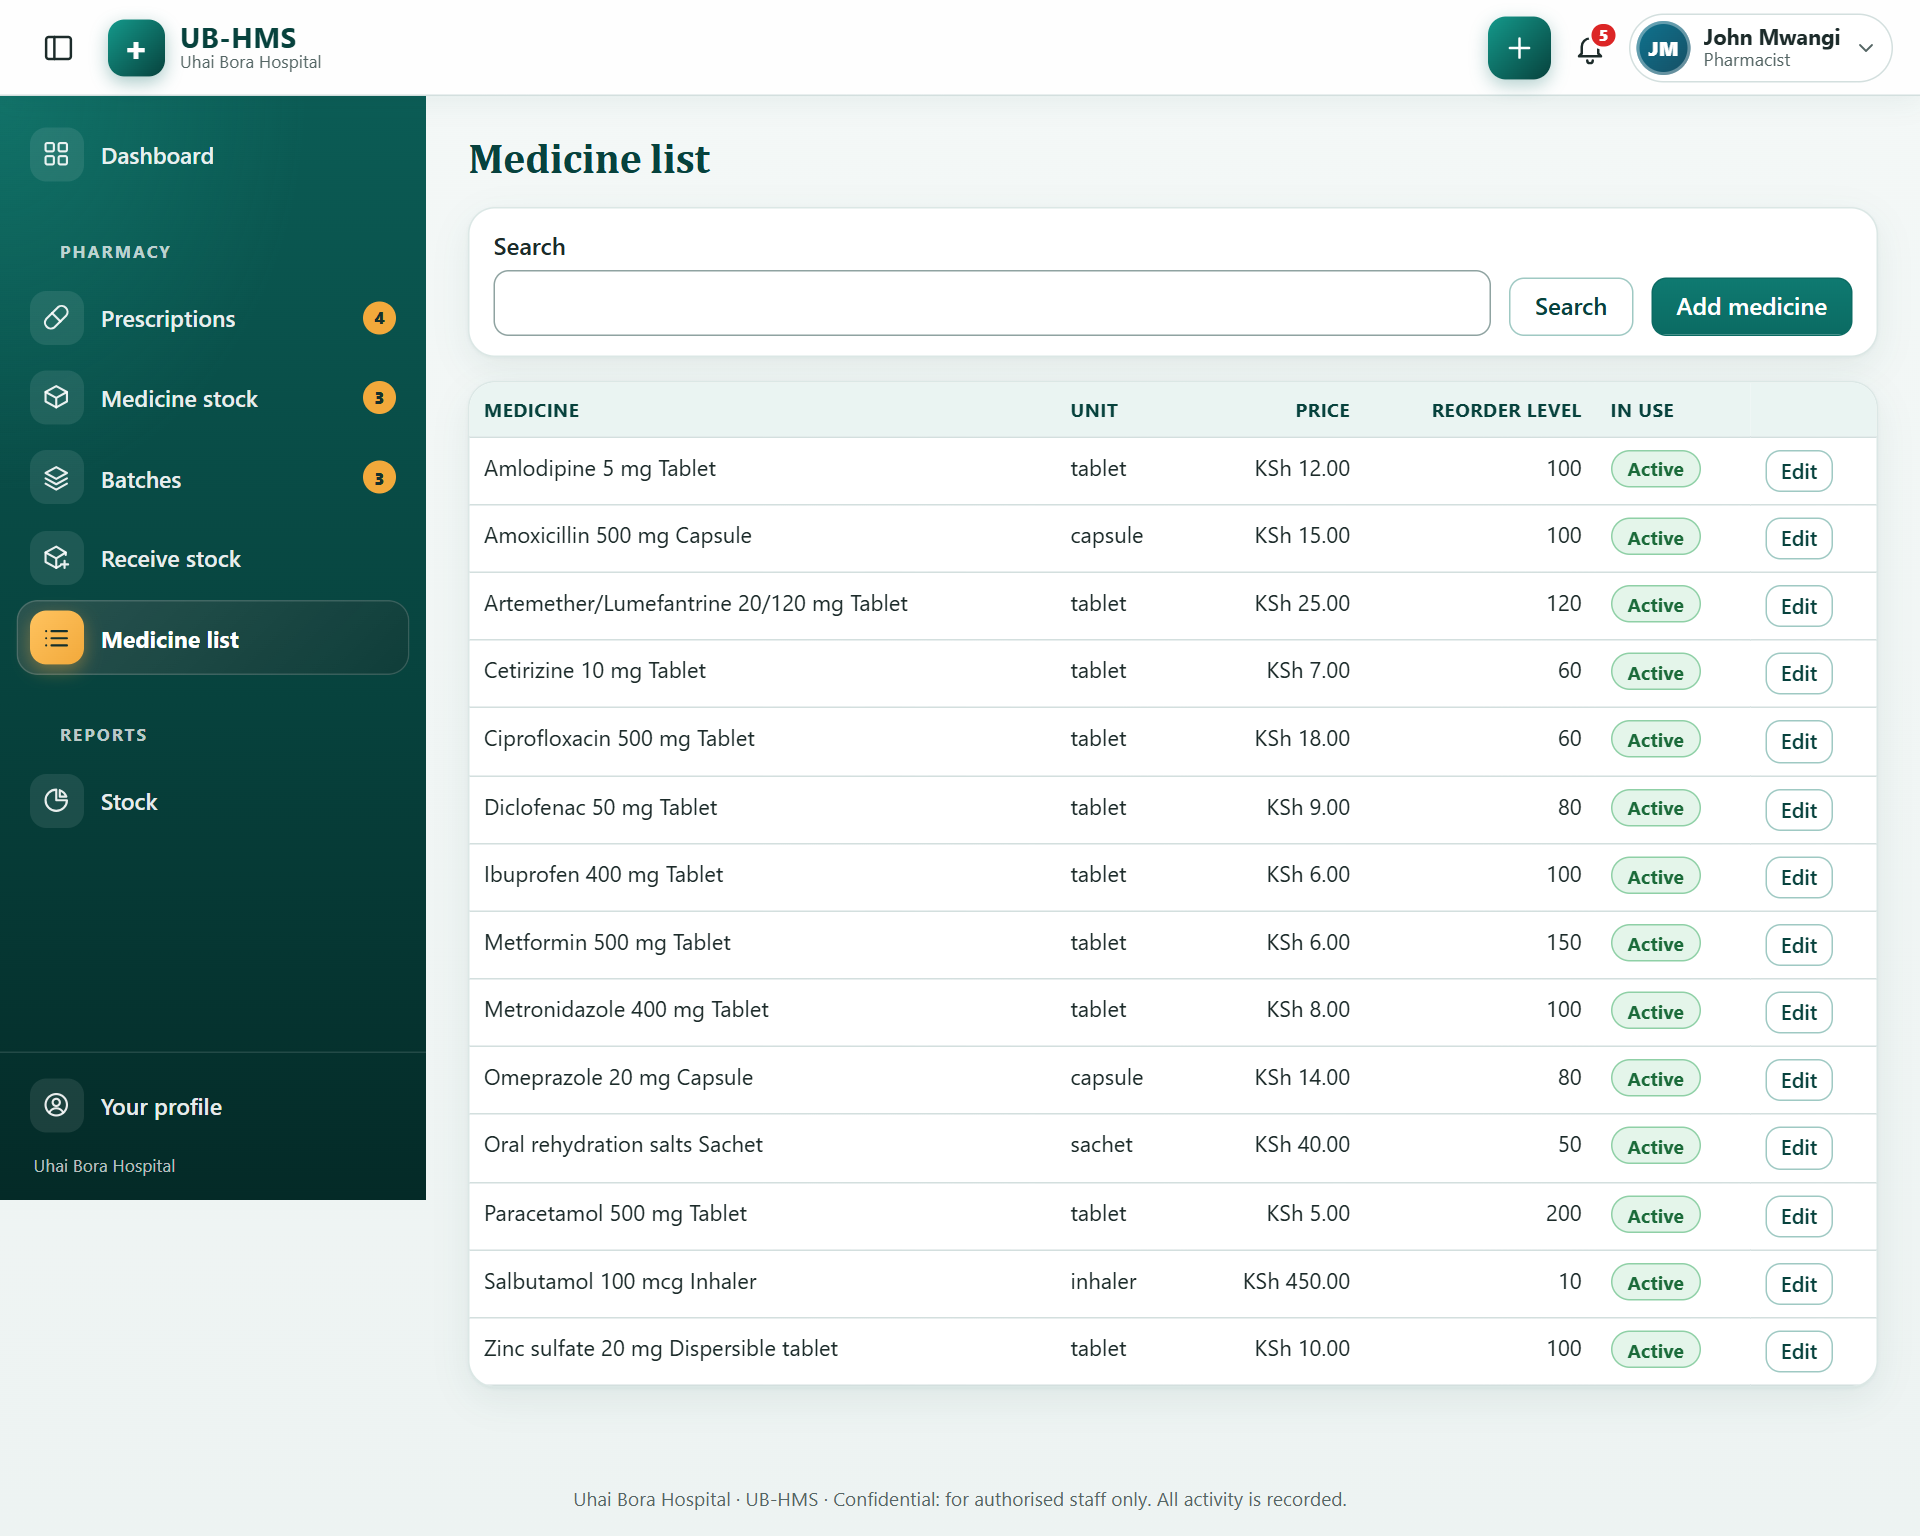 UB-HMS
Uhai Bora Hospital
5
JM
John Mwangi
Pharmacist
Dashboard
PHARMACY
Prescriptions 4
Medicine stock 3
Batches 3
Receive stock
Medicine list
REPORTS
Stock
Your profile
Uhai Bora Hospital
Medicine list
Search
Search Add medicine
MEDICINE UNIT PRICE REORDER LEVEL IN USE
Amlodipine 5 mg Tablet tablet KSh 12.00 100 Active Edit
Amoxicillin 500 mg Capsule capsule KSh 15.00 100 Active Edit
Artemether/Lumefantrine 20/120 mg Tablet tablet KSh 25.00 120 Active Edit
Cetirizine 10 mg Tablet tablet KSh 7.00 60 Active Edit
Ciprofloxacin 500 mg Tablet tablet KSh 18.00 60 Active Edit
Diclofenac 50 mg Tablet tablet KSh 9.00 80 Active Edit
Ibuprofen 400 mg Tablet tablet KSh 6.00 100 Active Edit
Metformin 500 mg Tablet tablet KSh 6.00 150 Active Edit
Metronidazole 400 mg Tablet tablet KSh 8.00 100 Active Edit
Omeprazole 20 mg Capsule capsule KSh 14.00 80 Active Edit
Oral rehydration salts Sachet sachet KSh 40.00 50 Active Edit
Paracetamol 500 mg Tablet tablet KSh 5.00 200 Active Edit
Salbutamol 100 mcg Inhaler inhaler KSh 450.00 10 Active Edit
Zinc sulfate 20 mg Dispersible tablet tablet KSh 10.00 100 Active Edit
Uhai Bora Hospital · UB-HMS · Confidential: for authorised staff only. All activity is recorded.